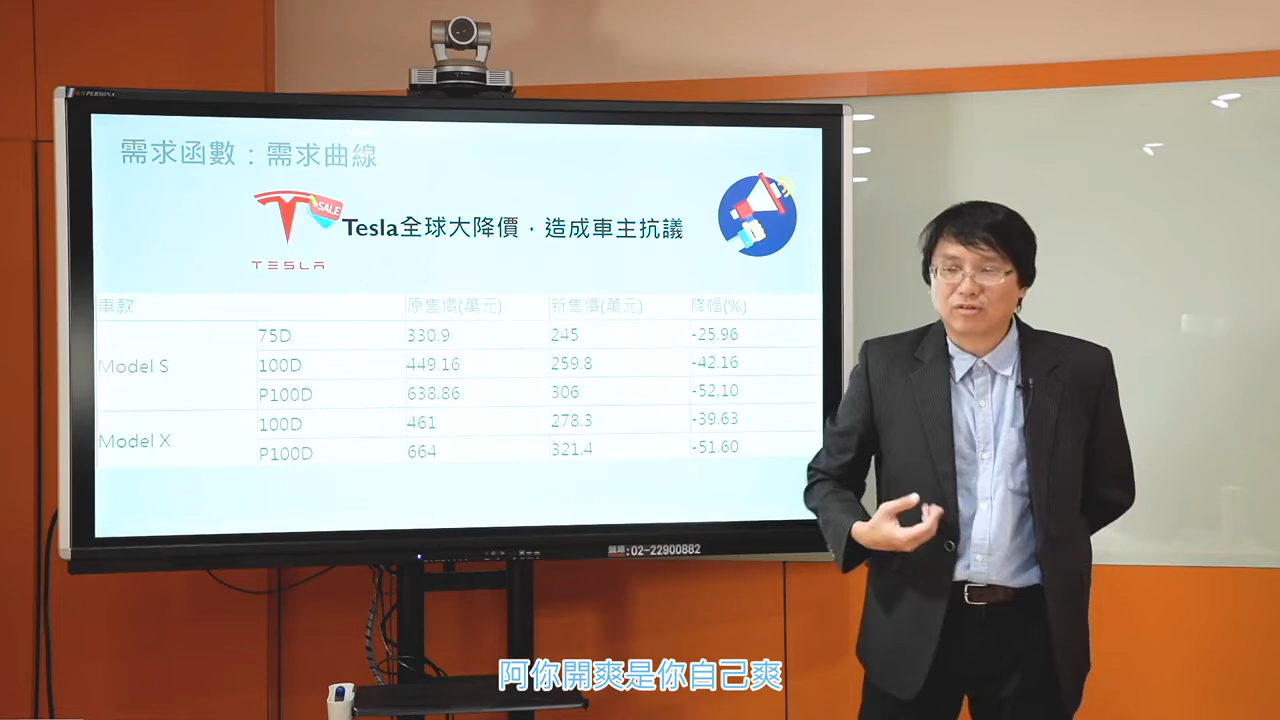 PERSONA
需求函數：需求曲線
SALE
TESLA
Tesla全球大降價，造成車主抗議
車款 原售價(萬元) 新售價(萬元) 降幅(%)
Model S 75D 330.9 245 -25.96
100D 449.16 259.8 -42.16
P100D 638.86 306 -52.10
Model X 100D 461 278.3 -39.63
P100D 664 321.4 -51.60
:02-22900882
阿你開爽是你自己爽